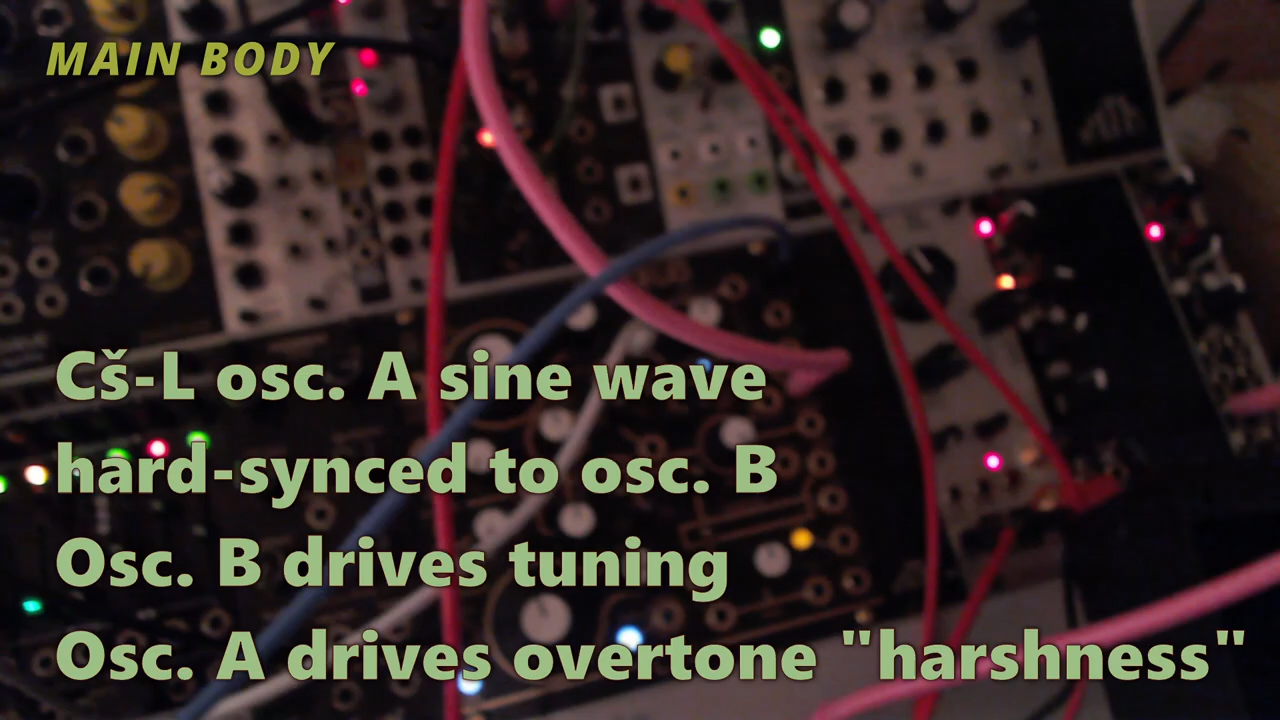 MAIN BODY
Cš-L osc. A sine wave
hard-synced to osc. B
Osc. B drives tuning
Osc. A drives overtone "harshness"